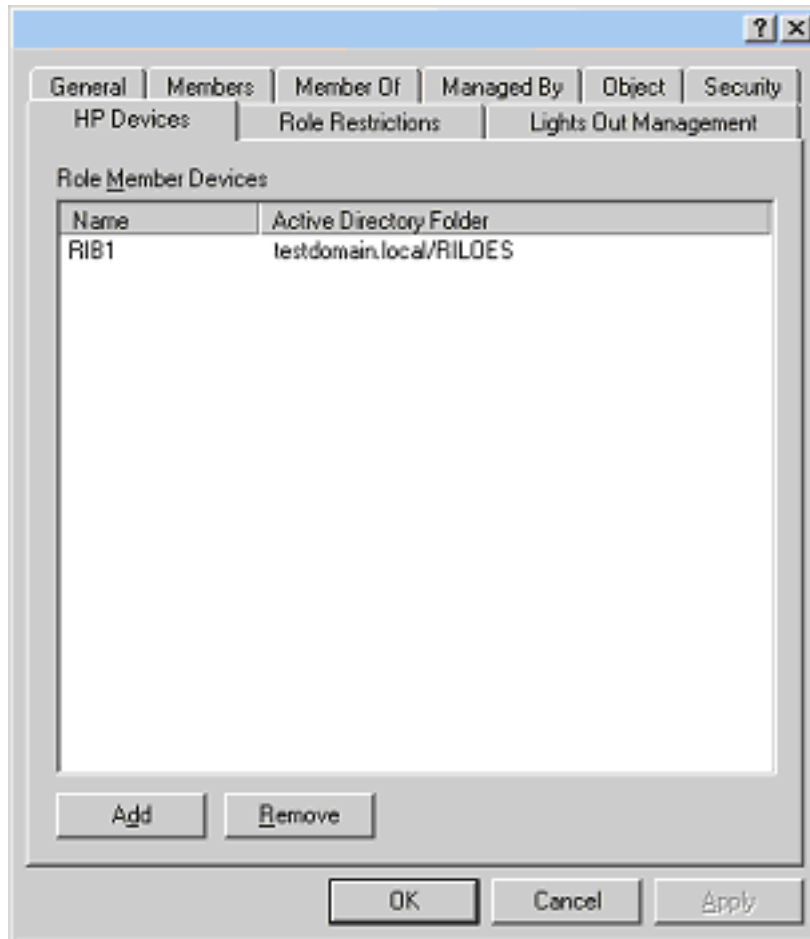 ? X
General Members Member Of Managed By Object Security
HP Devices Role Restrictions Lights Out Management
Role Member Devices
Name Active Directory Folder
RIB1 testdomain.local/RILOES
Add Remove
OK Cancel Apply